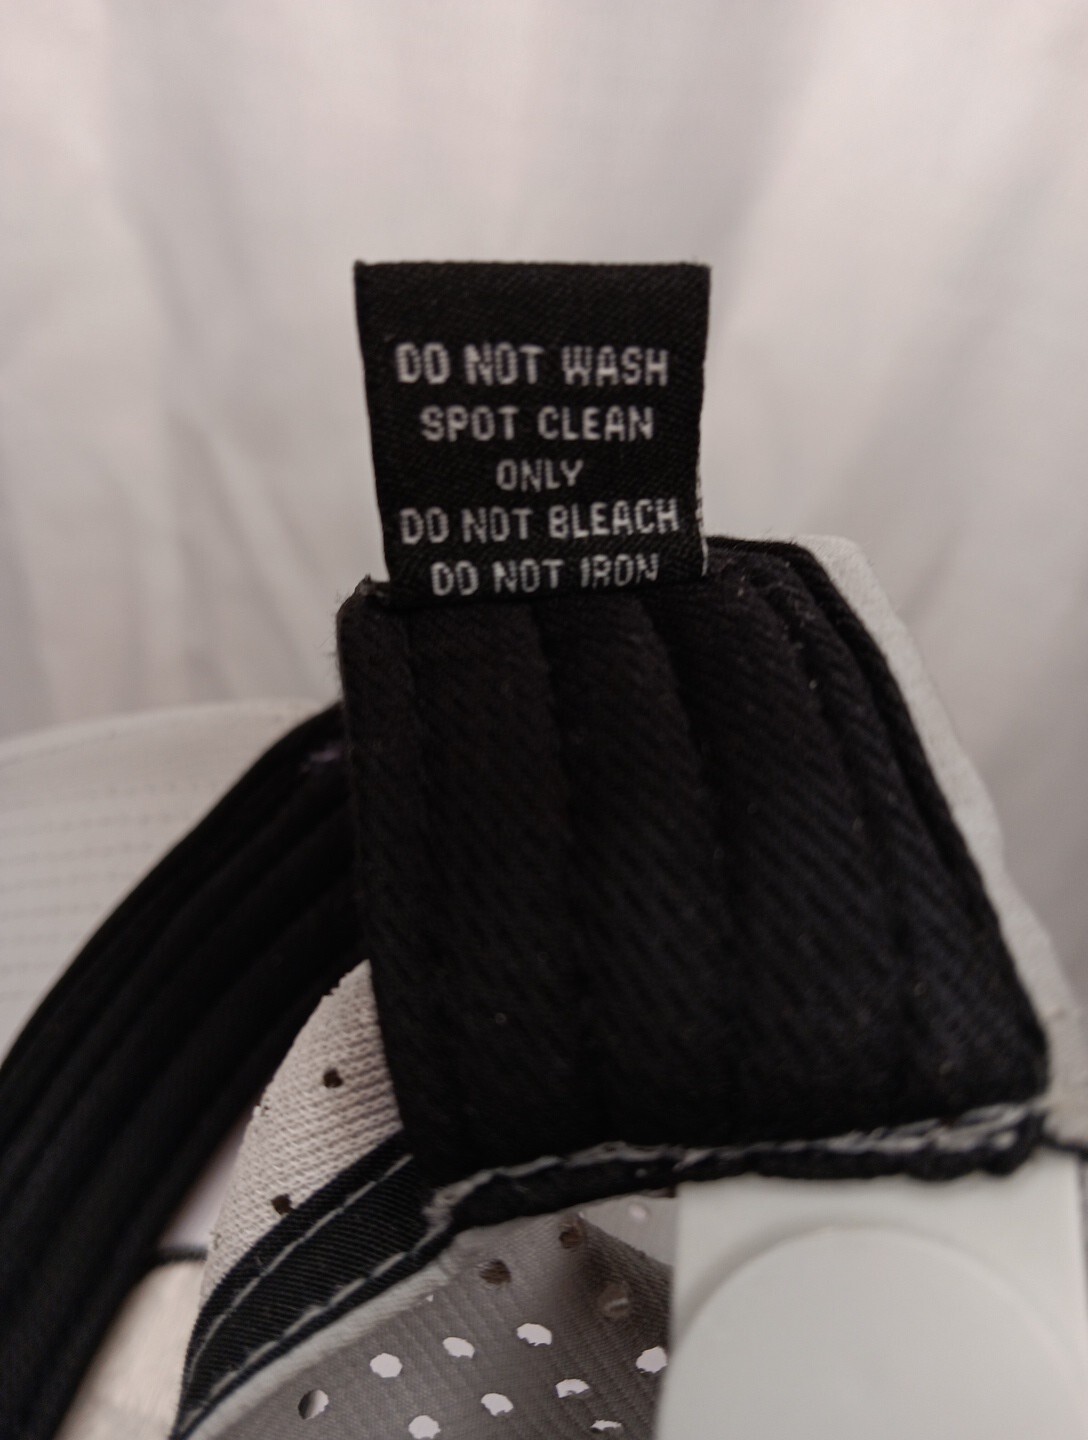 DO NOT WASH
SPOT CLEAN
ONLY
DO NOT BLEACH
DO NOT IRON